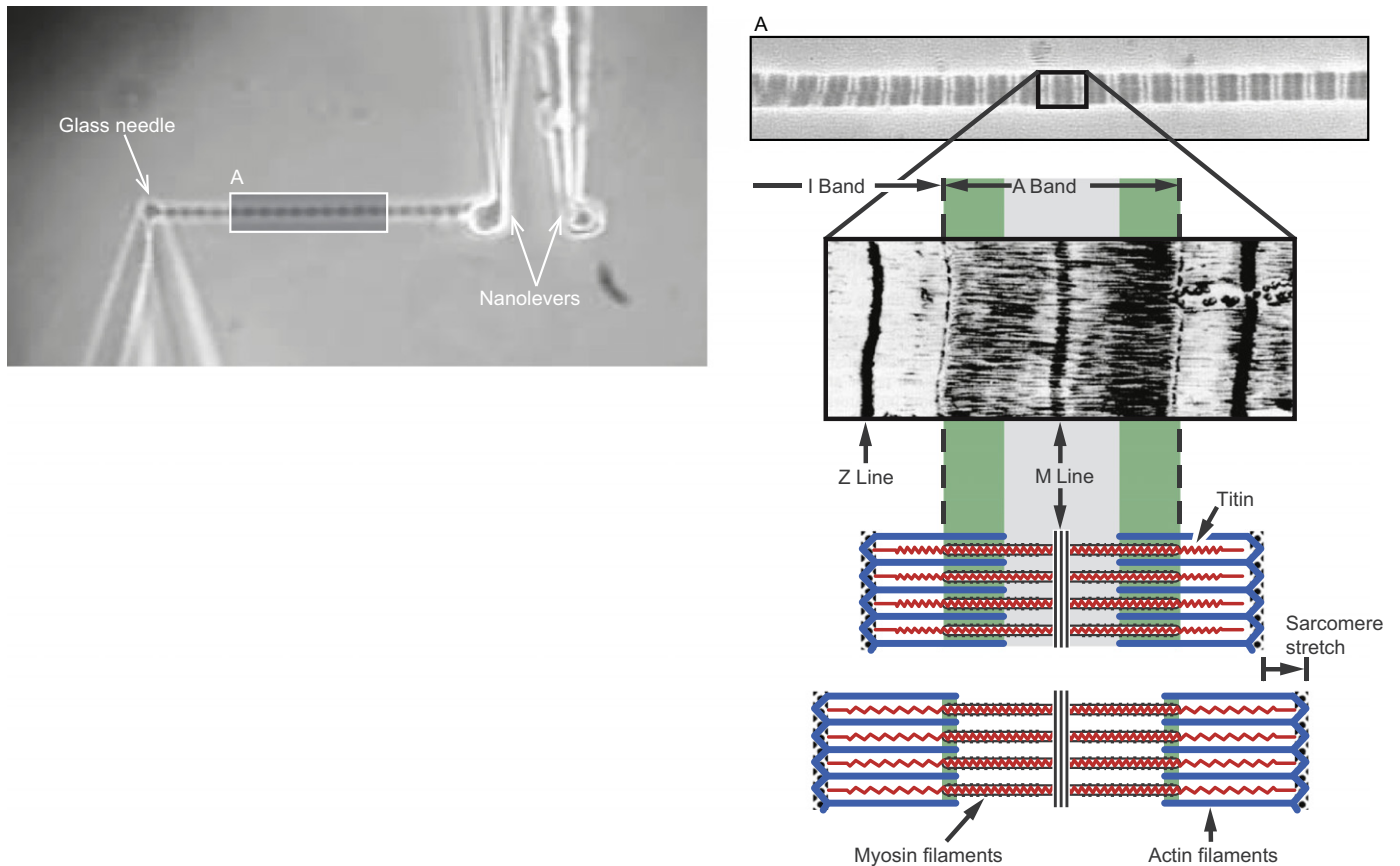 Glass needle
A
Nanolevers
A
I Band
A Band
Z Line
M Line
Titin
Sarcomere
stretch
Myosin filaments
Actin filaments